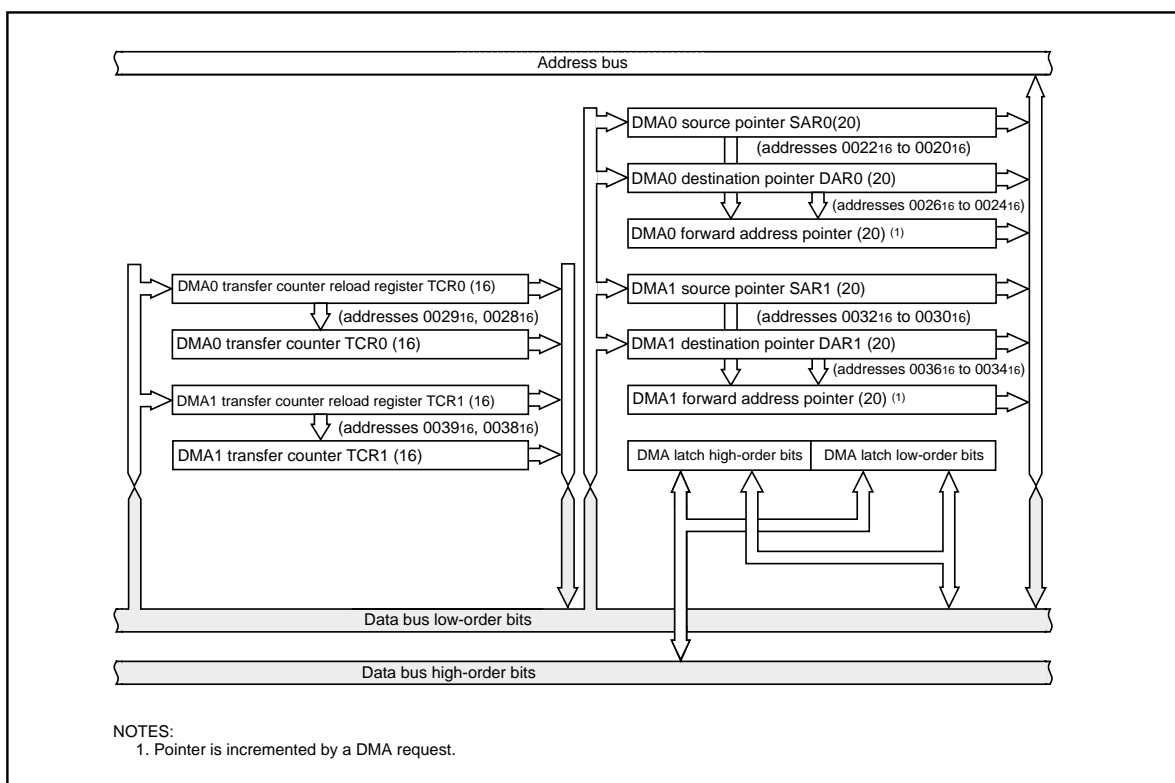 Address bus
DMA0 source pointer SAR0(20)
(addresses 002216 to 002016)
DMA0 destination pointer DAR0 (20)
(addresses 002616 to 002416)
DMA0 forward address pointer (20) (1)
DMA0 transfer counter reload register TCR0 (16)
(addresses 002916, 002816)
DMA0 transfer counter TCR0 (16)
DMA1 transfer counter reload register TCR1 (16)
(addresses 003916, 003816)
DMA1 transfer counter TCR1 (16)
DMA1 source pointer SAR1 (20)
(addresses 003216 to 003016)
DMA1 destination pointer DAR1 (20)
(addresses 003616 to 003416)
DMA1 forward address pointer (20) (1)
DMA latch high-order bits
DMA latch low-order bits
Data bus low-order bits
Data bus high-order bits
NOTES:
1. Pointer is incremented by a DMA request.